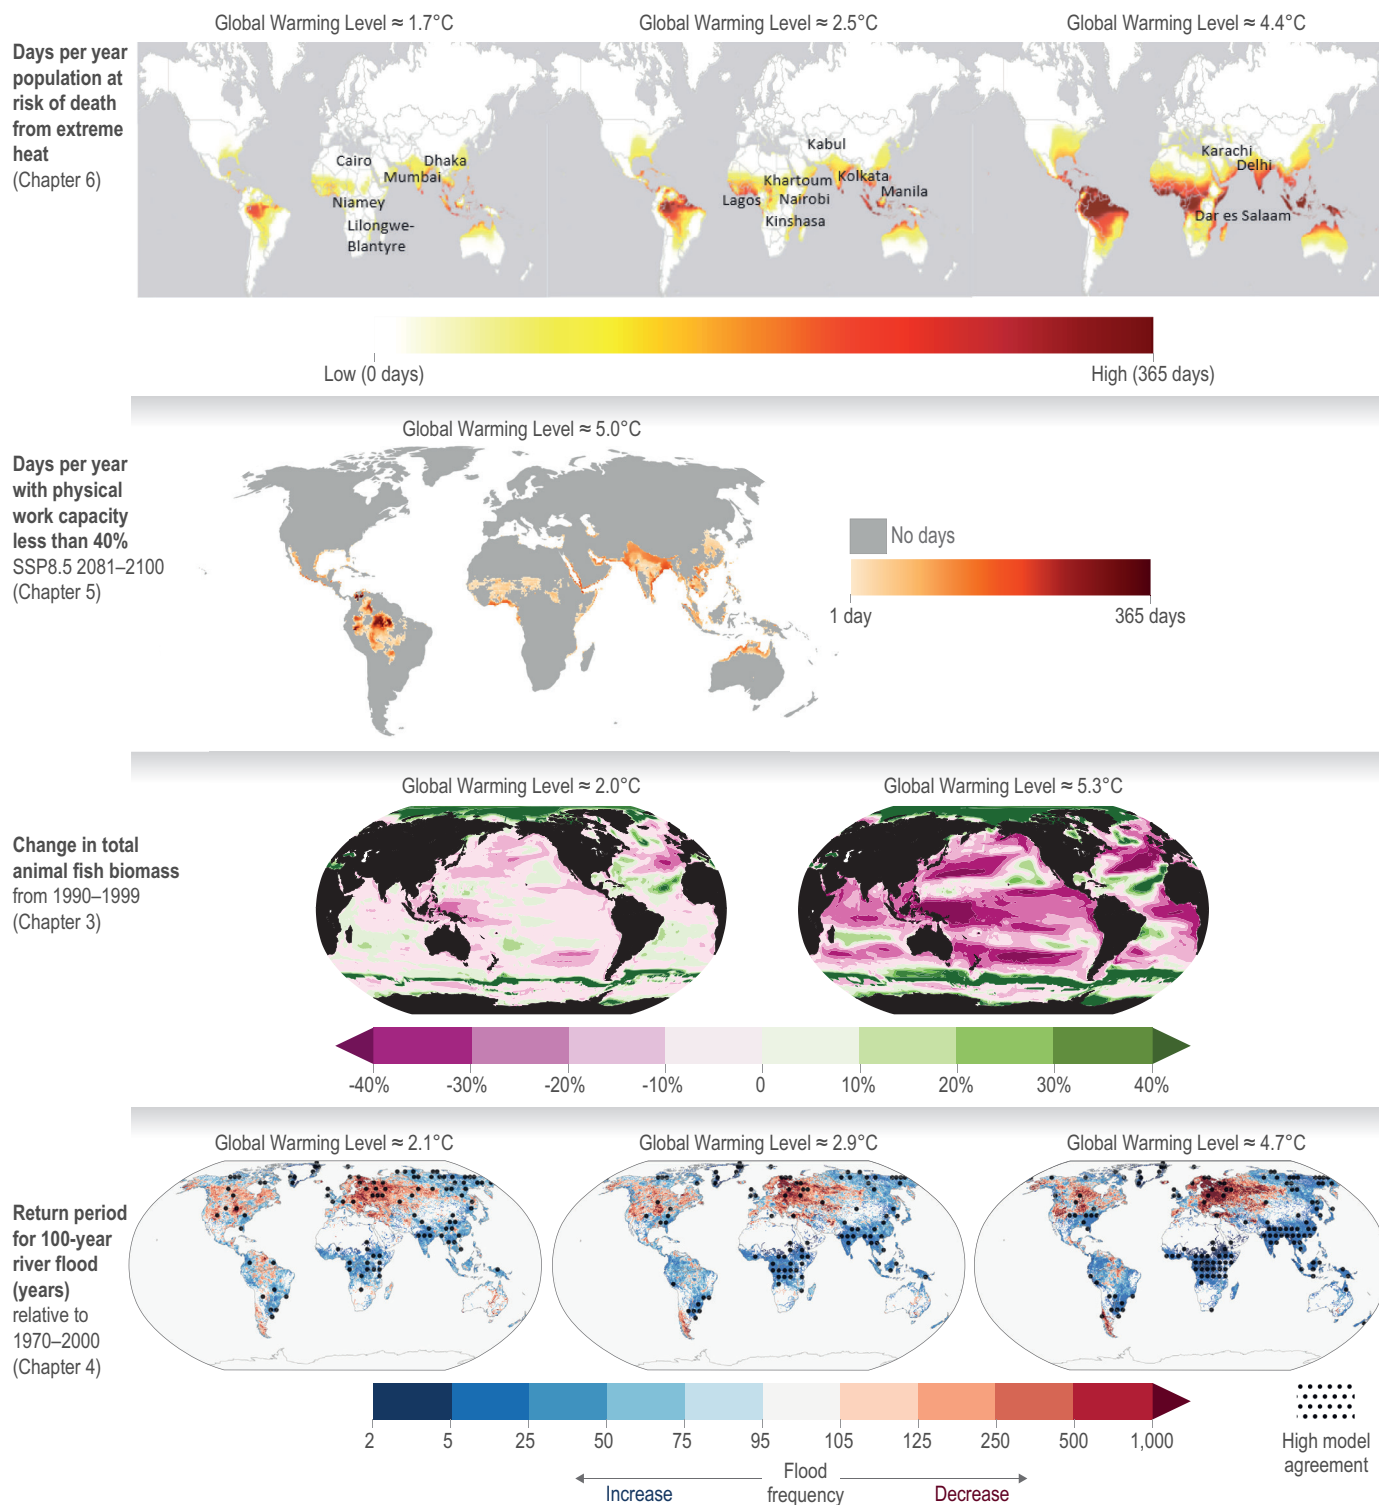 Global Warming Level ≈ 1.7°C
Global Warming Level ≈ 2.5°C
Global Warming Level ≈ 4.4°C
Days per year
population at
risk of death
from extreme
heat
(Chapter 6)
Cairo
Dhaka
Mumbai
Niamey
Lilongwe-
Blantyre
Kabul
Khartoum
Kolkata
Lagos
Nairobi
Manila
Kinshasa
Karachi
Delhi
Dar es Salaam
Low (0 days)
High (365 days)
Global Warming Level ≈ 5.0°C
Days per year
with physical
work capacity
less than 40%
SSP8.5 2081–2100
(Chapter 5)
No days
1 day
365 days
Global Warming Level ≈ 2.0°C
Global Warming Level ≈ 5.3°C
Change in total
animal fish biomass
from 1990–1999
(Chapter 3)
-40%
-30%
-20%
-10%
0
10%
20%
30%
40%
Global Warming Level ≈ 2.1°C
Global Warming Level ≈ 2.9°C
Global Warming Level ≈ 4.7°C
Return period
for 100-year
river flood
(years)
relative to
1970–2000
(Chapter 4)
2
5
25
50
75
95
105
125
250
500
1,000
High model
agreement
Flood
frequency
Increase
Decrease